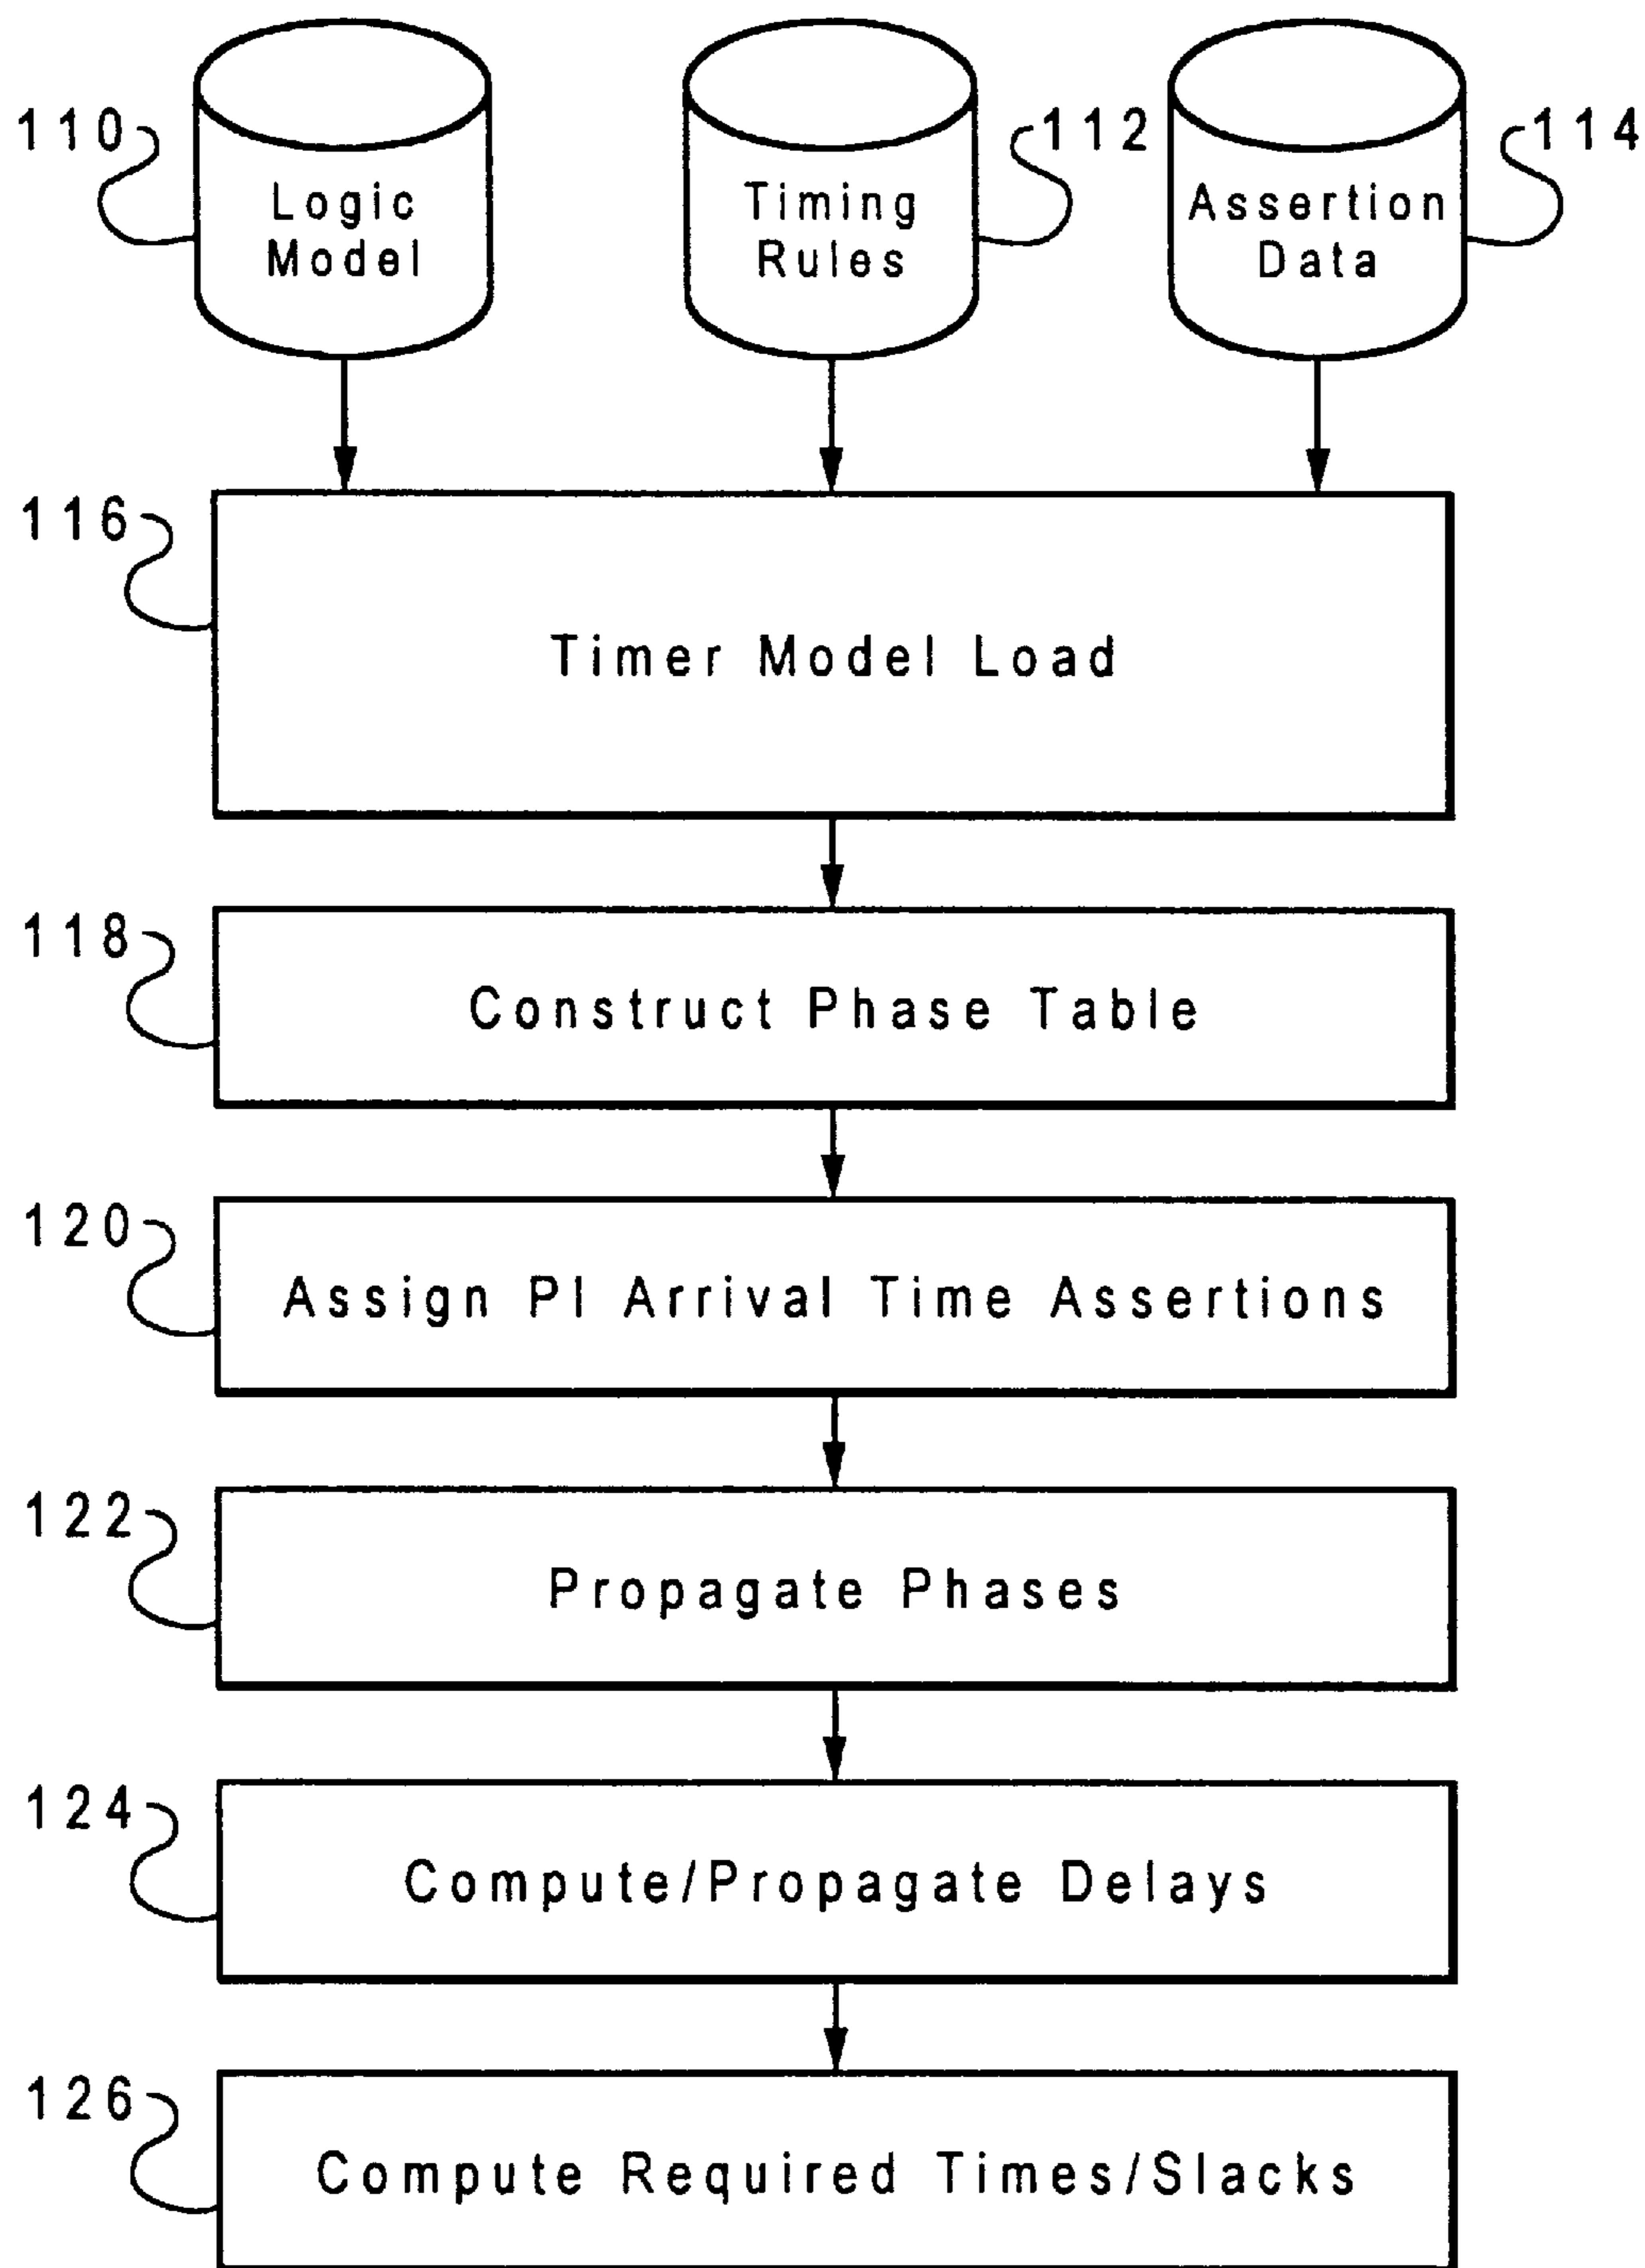 110
Logic
Model
Timing
Rules
112
Assertion
Data
114
116
Timer Model Load
118
Construct Phase Table
120
Assign PI Arrival Time Assertions
122
Propagate Phases
124
Compute/Propagate Delays
126
Compute Required Times/Slacks